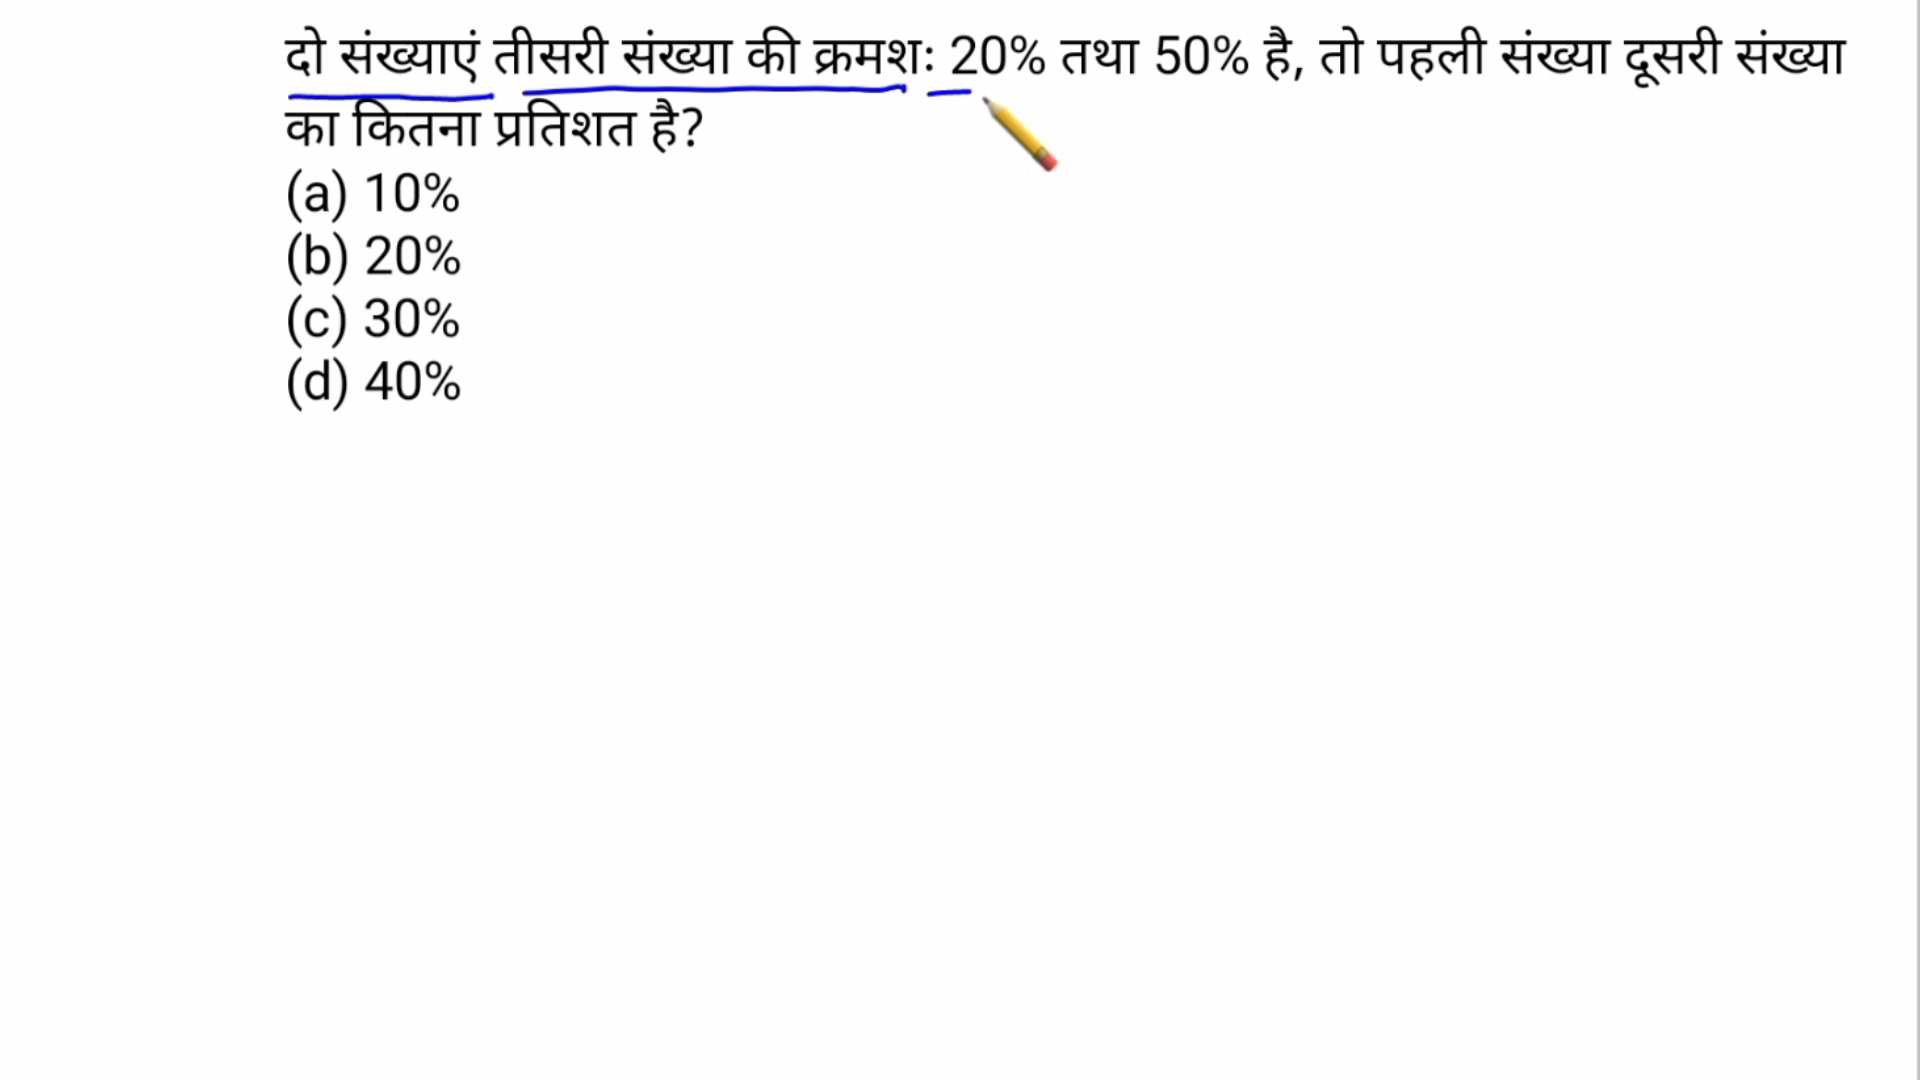 दो संख्याएं तीसरी संख्या की क्रमशः 20% तथा 50% है, तो पहली संख्या दूसरी संख्या
का कितना प्रतिशत है?
(a) 10%
(b) 20%
(c) 30%
(d) 40%